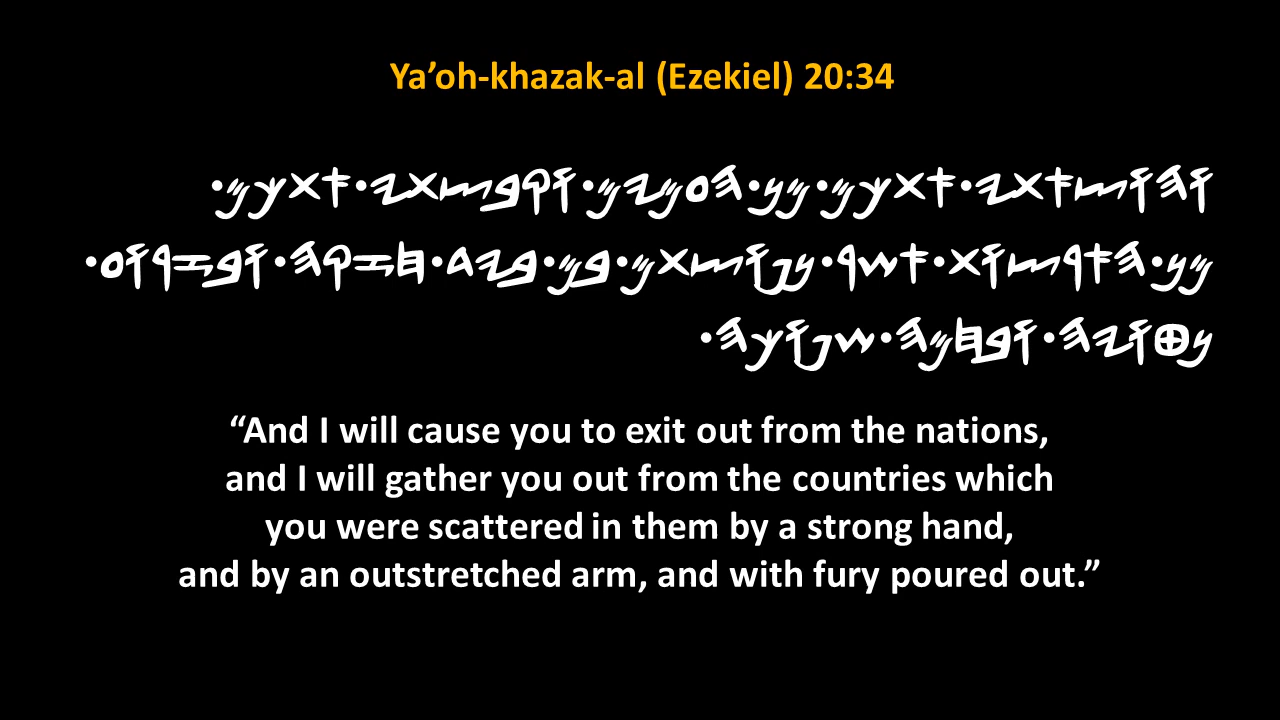 Ya’oh-khazak-al (Ezekiel) 20:34
𐤅𐤄𐤅𐤑𐤀𐤕𐤉•𐤀𐤕𐤊𐤌•𐤌𐤍•𐤄𐤏𐤌𐤉𐤌•𐤅𐤒𐤁𐤑𐤕𐤉•𐤀𐤕𐤊𐤌•
𐤌𐤍•𐤄𐤀𐤓𐤑𐤅𐤕•𐤀𐤔𐤓•𐤍𐤐𐤅𐤑𐤕𐤌•𐤁𐤌•𐤁𐤉𐤃•𐤇𐤆𐤒𐤄•𐤅𐤁𐤆𐤓𐤅𐤏•
𐤍𐤈𐤅𐤉𐤄•𐤅𐤁𐤇𐤌𐤄•𐤔𐤐𐤅𐤊𐤄•
“And I will cause you to exit out from the nations,
and I will gather you out from the countries which
you were scattered in them by a strong hand,
and by an outstretched arm, and with fury poured out.”